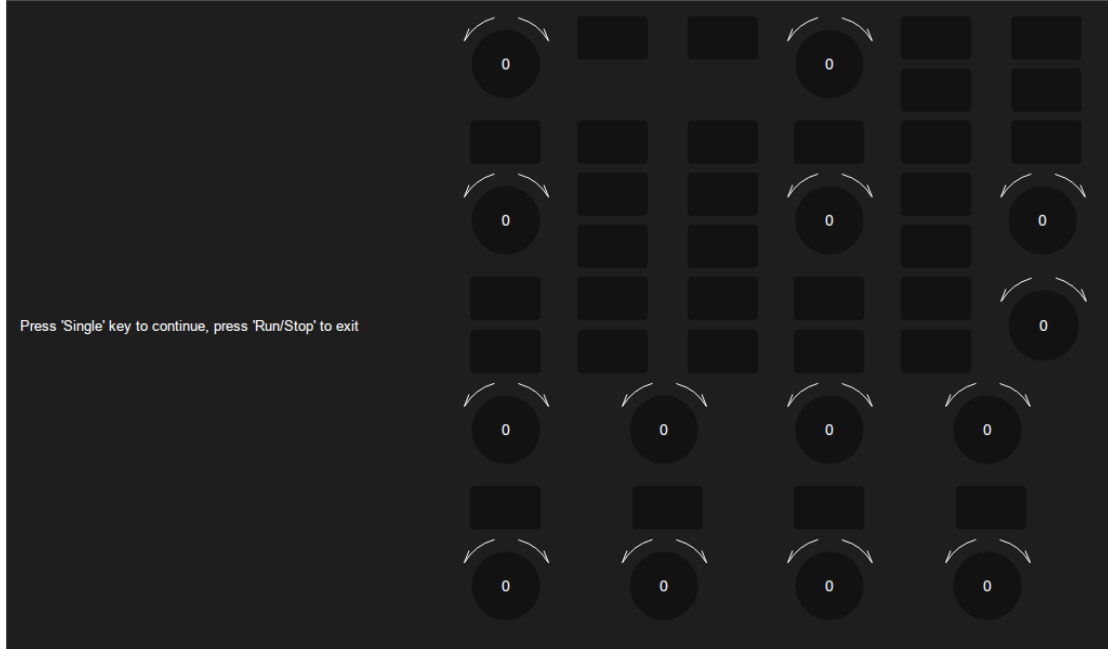 0 0
0 0 0
Press 'Single' key to continue, press 'Run/Stop' to exit
0
0 0 0 0
0 0 0 0